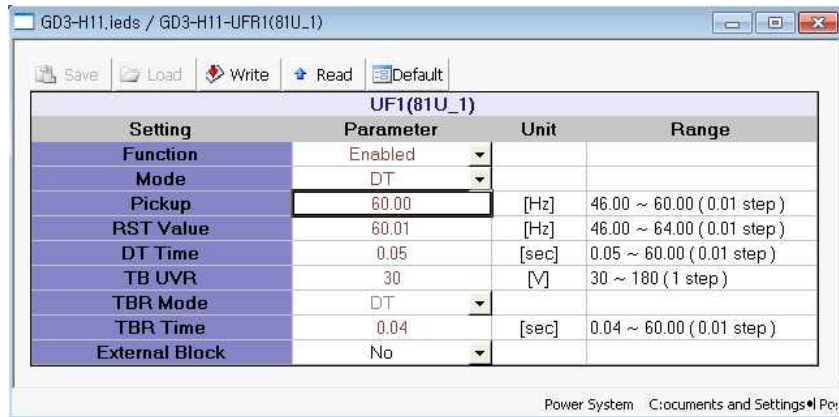 GD3-H11.ieds / GD3-H11-UFR1(81U_1)
Save Load Write Read Default
UF1(81U_1)
Setting Parameter Unit Range
Function Enabled
Mode DT
Pickup 60.00 [Hz] 46.00 ~ 60.00 ( 0.01 step )
RST Value 60.01 [Hz] 46.00 ~ 64.00 ( 0.01 step )
DT Time 0.05 [sec] 0.05 ~ 60.00 ( 0.01 step )
TB UVR 30 [V] 30 ~ 180 ( 1 step )
TBR Mode DT
TBR Time 0.04 [sec] 0.04 ~ 60.00 ( 0.01 step )
External Block No
Power System C:ocuments and Settings